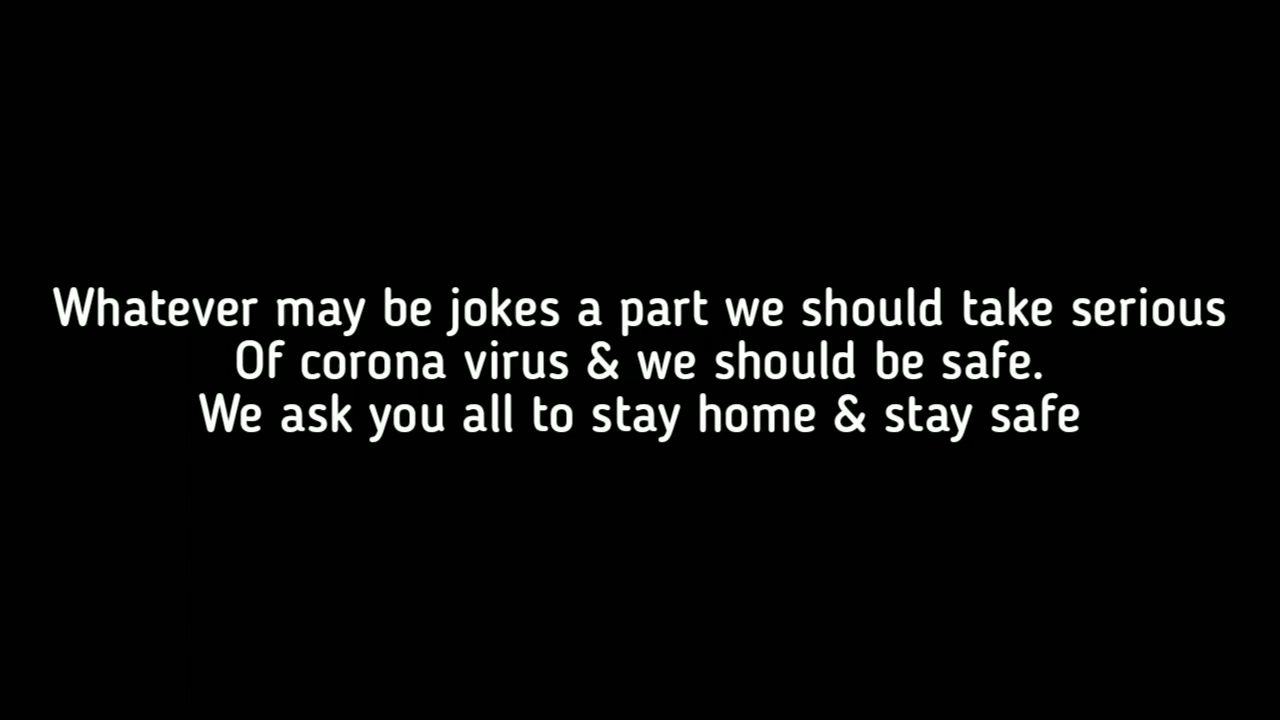 Whatever may be jokes a part we should take serious
Of corona virus & we should be safe.
We ask you all to stay home & stay safe